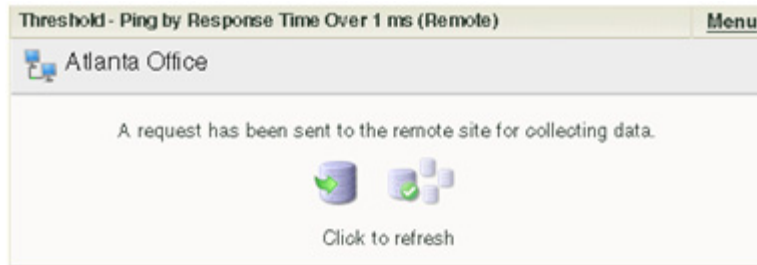 Threshold - Ping by Response Time Over 1 ms (Remote) Menu
Atlanta Office
A request has been sent to the remote site for collecting data.
Click to refresh